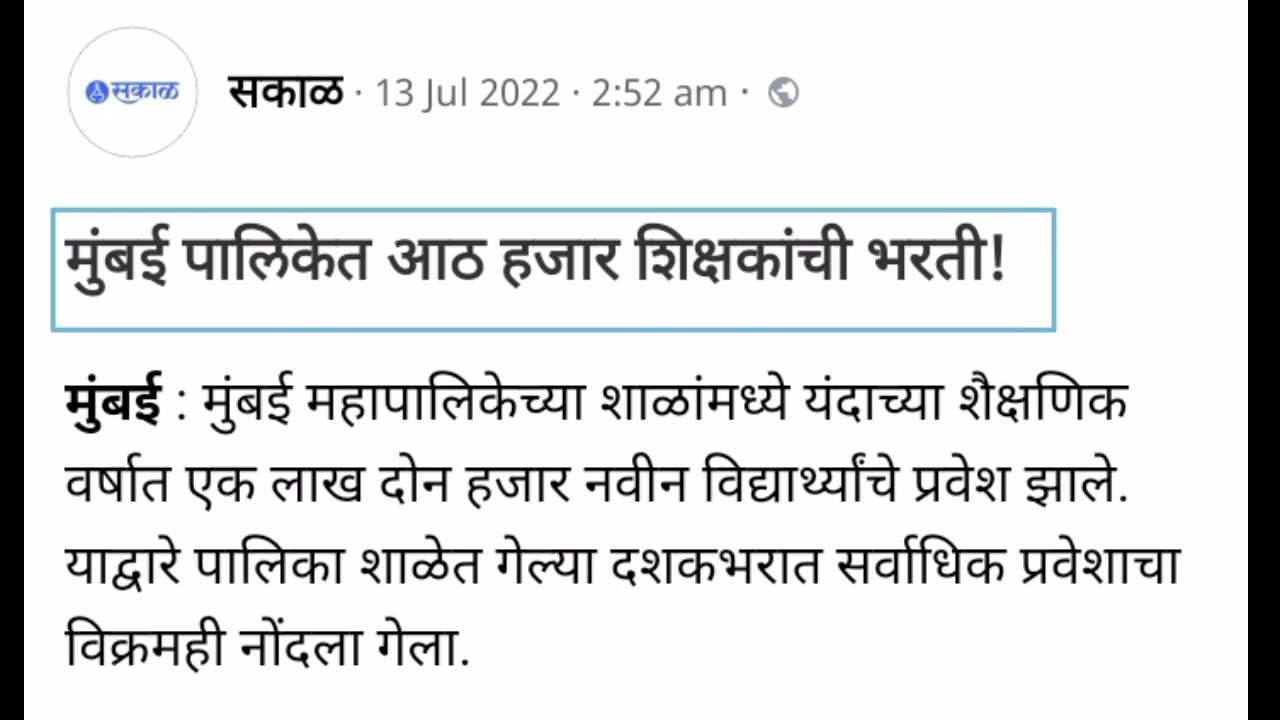 सकाळ
सकाळ · 13 Jul 2022 · 2:52 am ·
मुंबई पालिकेत आठ हजार शिक्षकांची भरती!
मुंबई : मुंबई महापालिकेच्या शाळांमध्ये यंदाच्या शैक्षणिक
वर्षात एक लाख दोन हजार नवीन विद्यार्थ्यांचे प्रवेश झाले.
याद्वारे पालिका शाळेत गेल्या दशकभरात सर्वाधिक प्रवेशाचा
विक्रमही नोंदला गेला.